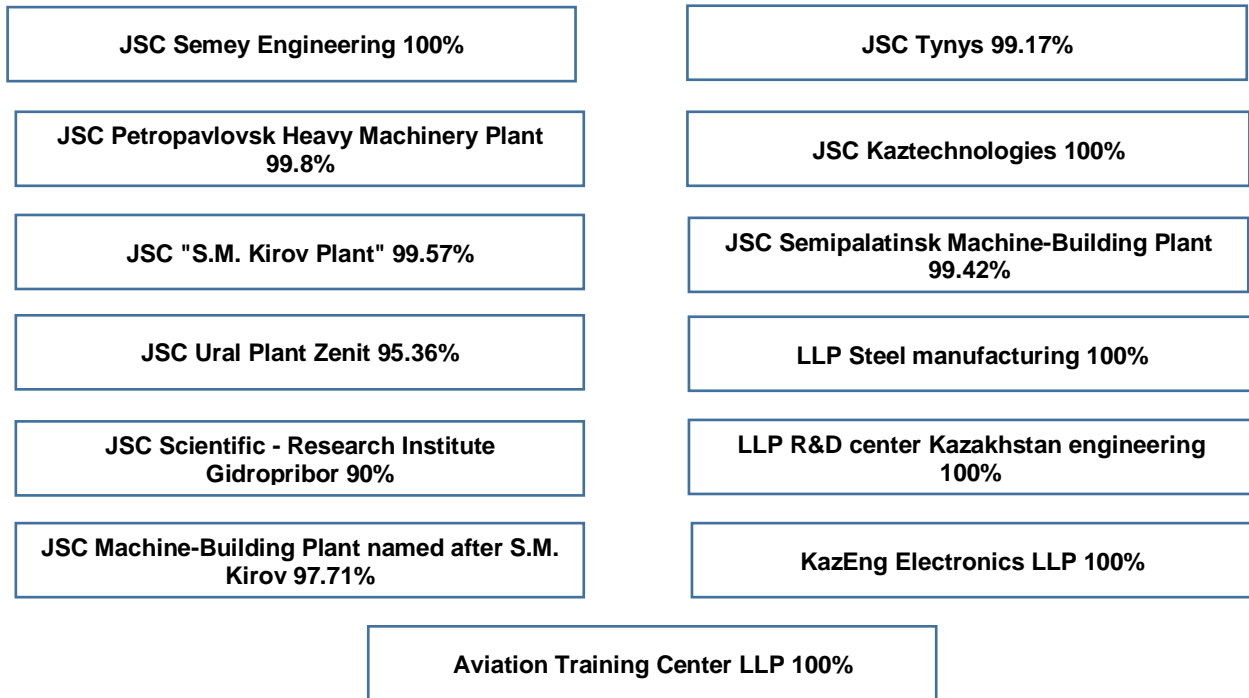 JSC Semey Engineering 100%
JSC Tynys 99.17%
JSC Petropavlovsk Heavy Machinery Plant
99.8%
JSC Kaztechnologies 100%
JSC "S.M. Kirov Plant" 99.57%
JSC Semipalatinsk Machine-Building Plant
99.42%
JSC Ural Plant Zenit 95.36%
LLP Steel manufacturing 100%
JSC Scientific - Research Institute
Gidropribor 90%
LLP R&D center Kazakhstan engineering
100%
JSC Machine-Building Plant named after S.M.
Kirov 97.71%
KazEng Electronics LLP 100%
Aviation Training Center LLP 100%